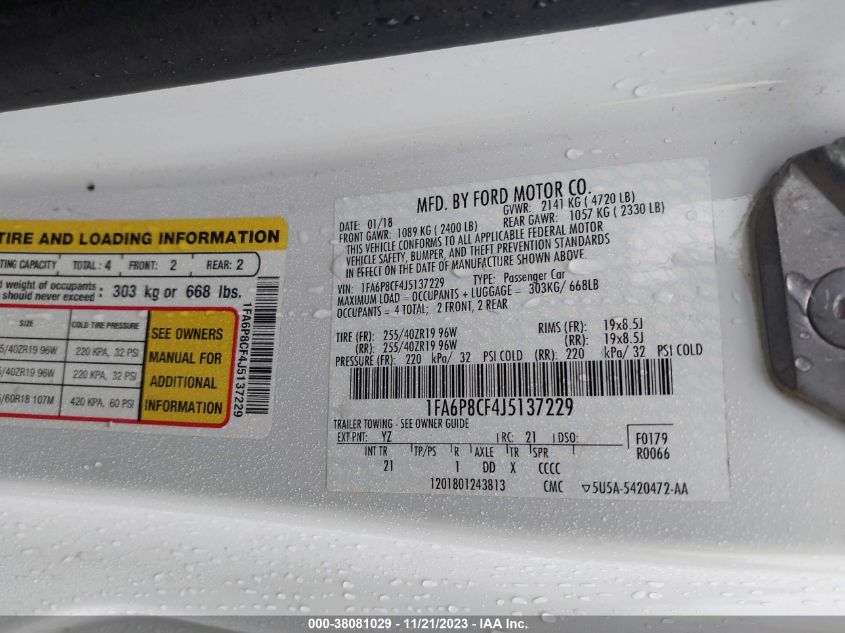 TIRE AND LOADING INFORMATION
TING CAPACITY TOTAL: 4 FRONT: 2 REAR: 2
d weight of occupants
should never exceed : 303 kg or 668 lbs.
SIZE COLD TIRE PRESSURE
5/40ZR19 96W 220 KPA, 32 PSI
5/40ZR19 96W 220 KPA, 32 PSI
5/60R18 107M 420 KPA, 60 PSI
SEE OWNERS
MANUAL FOR
ADDITIONAL
INFORMATION
1FA6P8CF4J5137229
MFD. BY FORD MOTOR CO.
DATE: 01/18 GVWR: 2141 KG ( 4720 LB)
FRONT GAWR: 1089 KG ( 2400 LB) REAR GAWR: 1057 KG ( 2330 LB)
THIS VEHICLE CONFORMS TO ALL APPLICABLE FEDERAL MOTOR
VEHICLE SAFETY, BUMPER, AND THEFT PREVENTION STANDARDS
IN EFFECT ON THE DATE OF MANUFACTURE SHOWN ABOVE.
VIN: 1FA6P8CF4J5137229 TYPE: Passenger Car
MAXIMUM LOAD = OCCUPANTS + LUGGAGE = 303KG/ 668LB
OCCUPANTS = 4 TOTAL; 2 FRONT, 2 REAR
TIRE (FR): 255/40ZR19 96W RIMS (FR): 19x8.5J
(RR): 255/40ZR19 96W (RR): 19x8.5J
PRESSURE (FR): 220 kPa/ 32 PSI COLD (RR): 220 kPa/ 32 PSI COLD
1FA6P8CF4J5137229
TRAILER TOWING - SEE OWNER GUIDE
EXT PNT: YZ RC: 21 DSO: F0179
INT TR TP/PS R AXLE TR SPR R0066
21 1 DD X CCCC
1201801243813 CMC 5U5A-5420472-AA
000-38081029 - 11/21/2023 - IAA Inc.